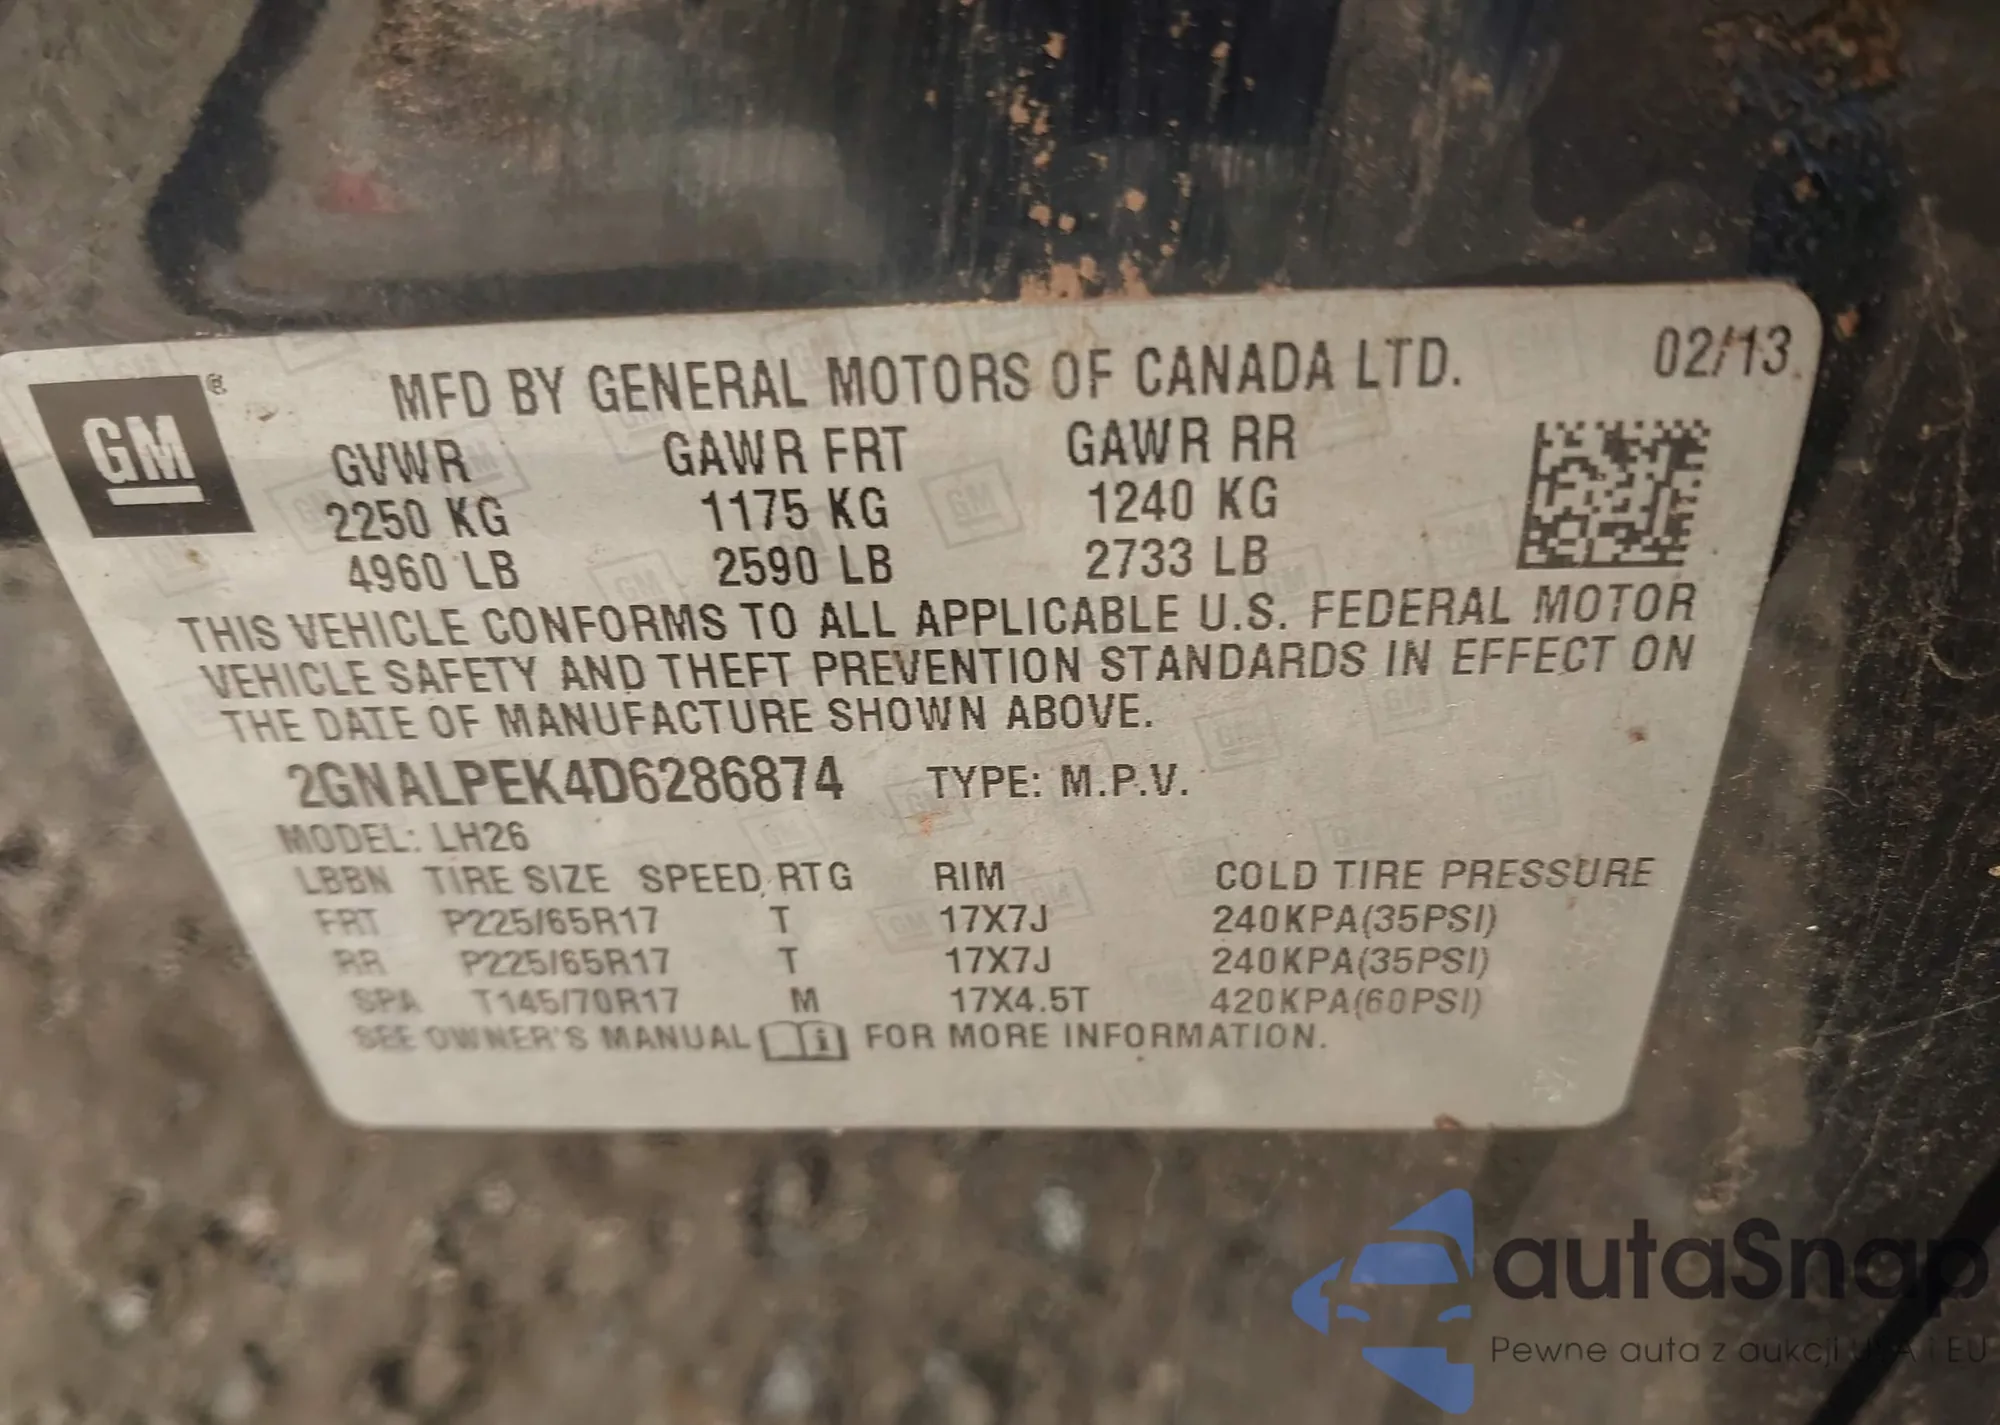 GM®
MFD BY GENERAL MOTORS OF CANADA LTD. 02/13
GVWR GAWR FRT GAWR RR
2250 KG 1175 KG 1240 KG
4960 LB 2590 LB 2733 LB
THIS VEHICLE CONFORMS TO ALL APPLICABLE U.S. FEDERAL MOTOR
VEHICLE SAFETY AND THEFT PREVENTION STANDARDS IN EFFECT ON
THE DATE OF MANUFACTURE SHOWN ABOVE.
2GNALPEK4D6286874 TYPE: M.P.V.
MODEL: LH26
LBBN TIRE SIZE SPEED RTG RIM COLD TIRE PRESSURE
FRT P225/65R17 T 17X7J 240KPA(35PSI)
RR P225/65R17 T 17X7J 240KPA(35PSI)
SPA T145/70R17 M 17X4.5T 420KPA(60PSI)
SEE OWNER'S MANUAL FOR MORE INFORMATION.
autaSnap
Pewne auta z aukcji USA i EU